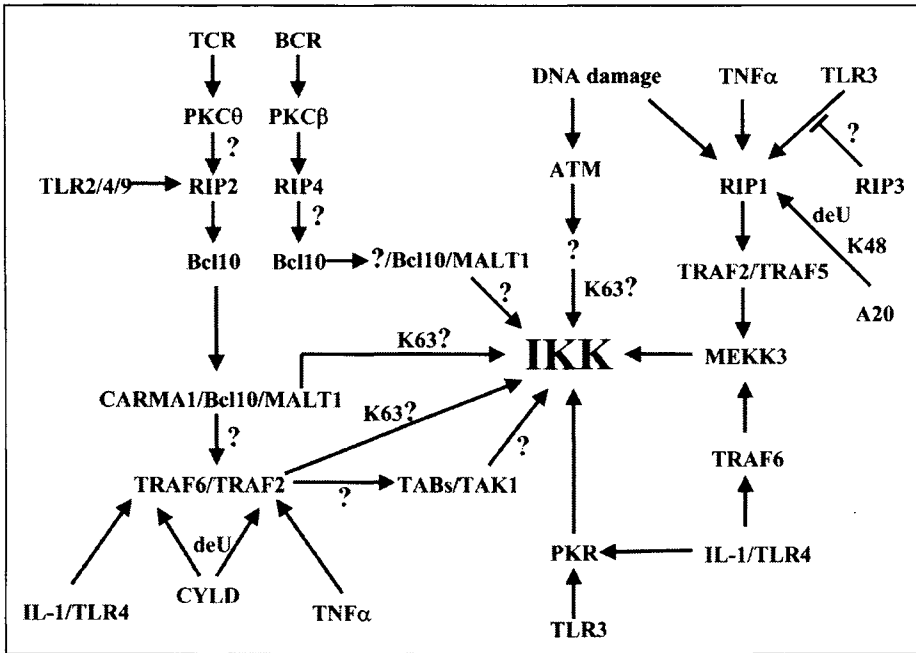 TCR BCR
DNA damage TNFα TLR3
PKCθ PKCβ
? ?
ATM
TLR2/4/9 RIP2 RIP4 RIP1 RIP3
? deU
K48
Bcl10 Bcl10 ?/Bcl10/MALT1 ? TRAF2/TRAF5
? K63? A20
K63? IKK MEKK3
CARMA1/Bcl10/MALT1
K63?
? ?
TRAF6
TRAF6/TRAF2 ? TABs/TAK1
deU PKR IL-1/TLR4
CYLD
IL-1/TLR4 TNFα
TLR3